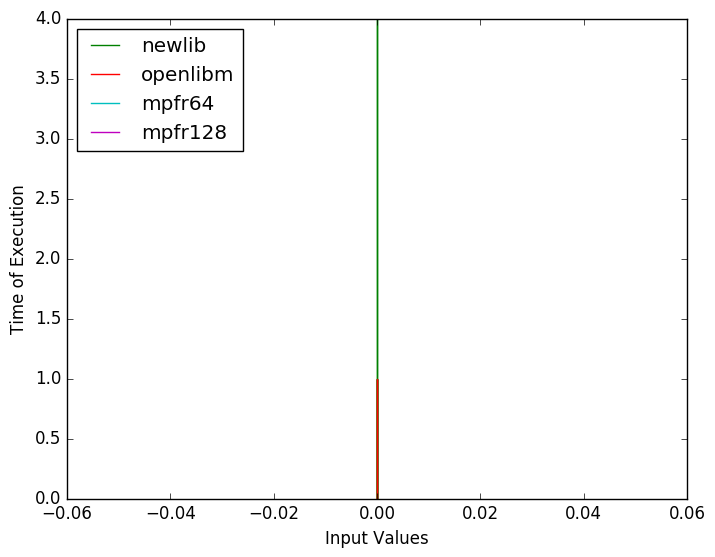 4.0
3.5
3.0
2.5
2.0
1.5
1.0
0.5
0.0
Time of Execution
newlib
openlibm
mpfr64
mpfr128
−0.06 −0.04 −0.02 0.00 0.02 0.04 0.06
Input Values